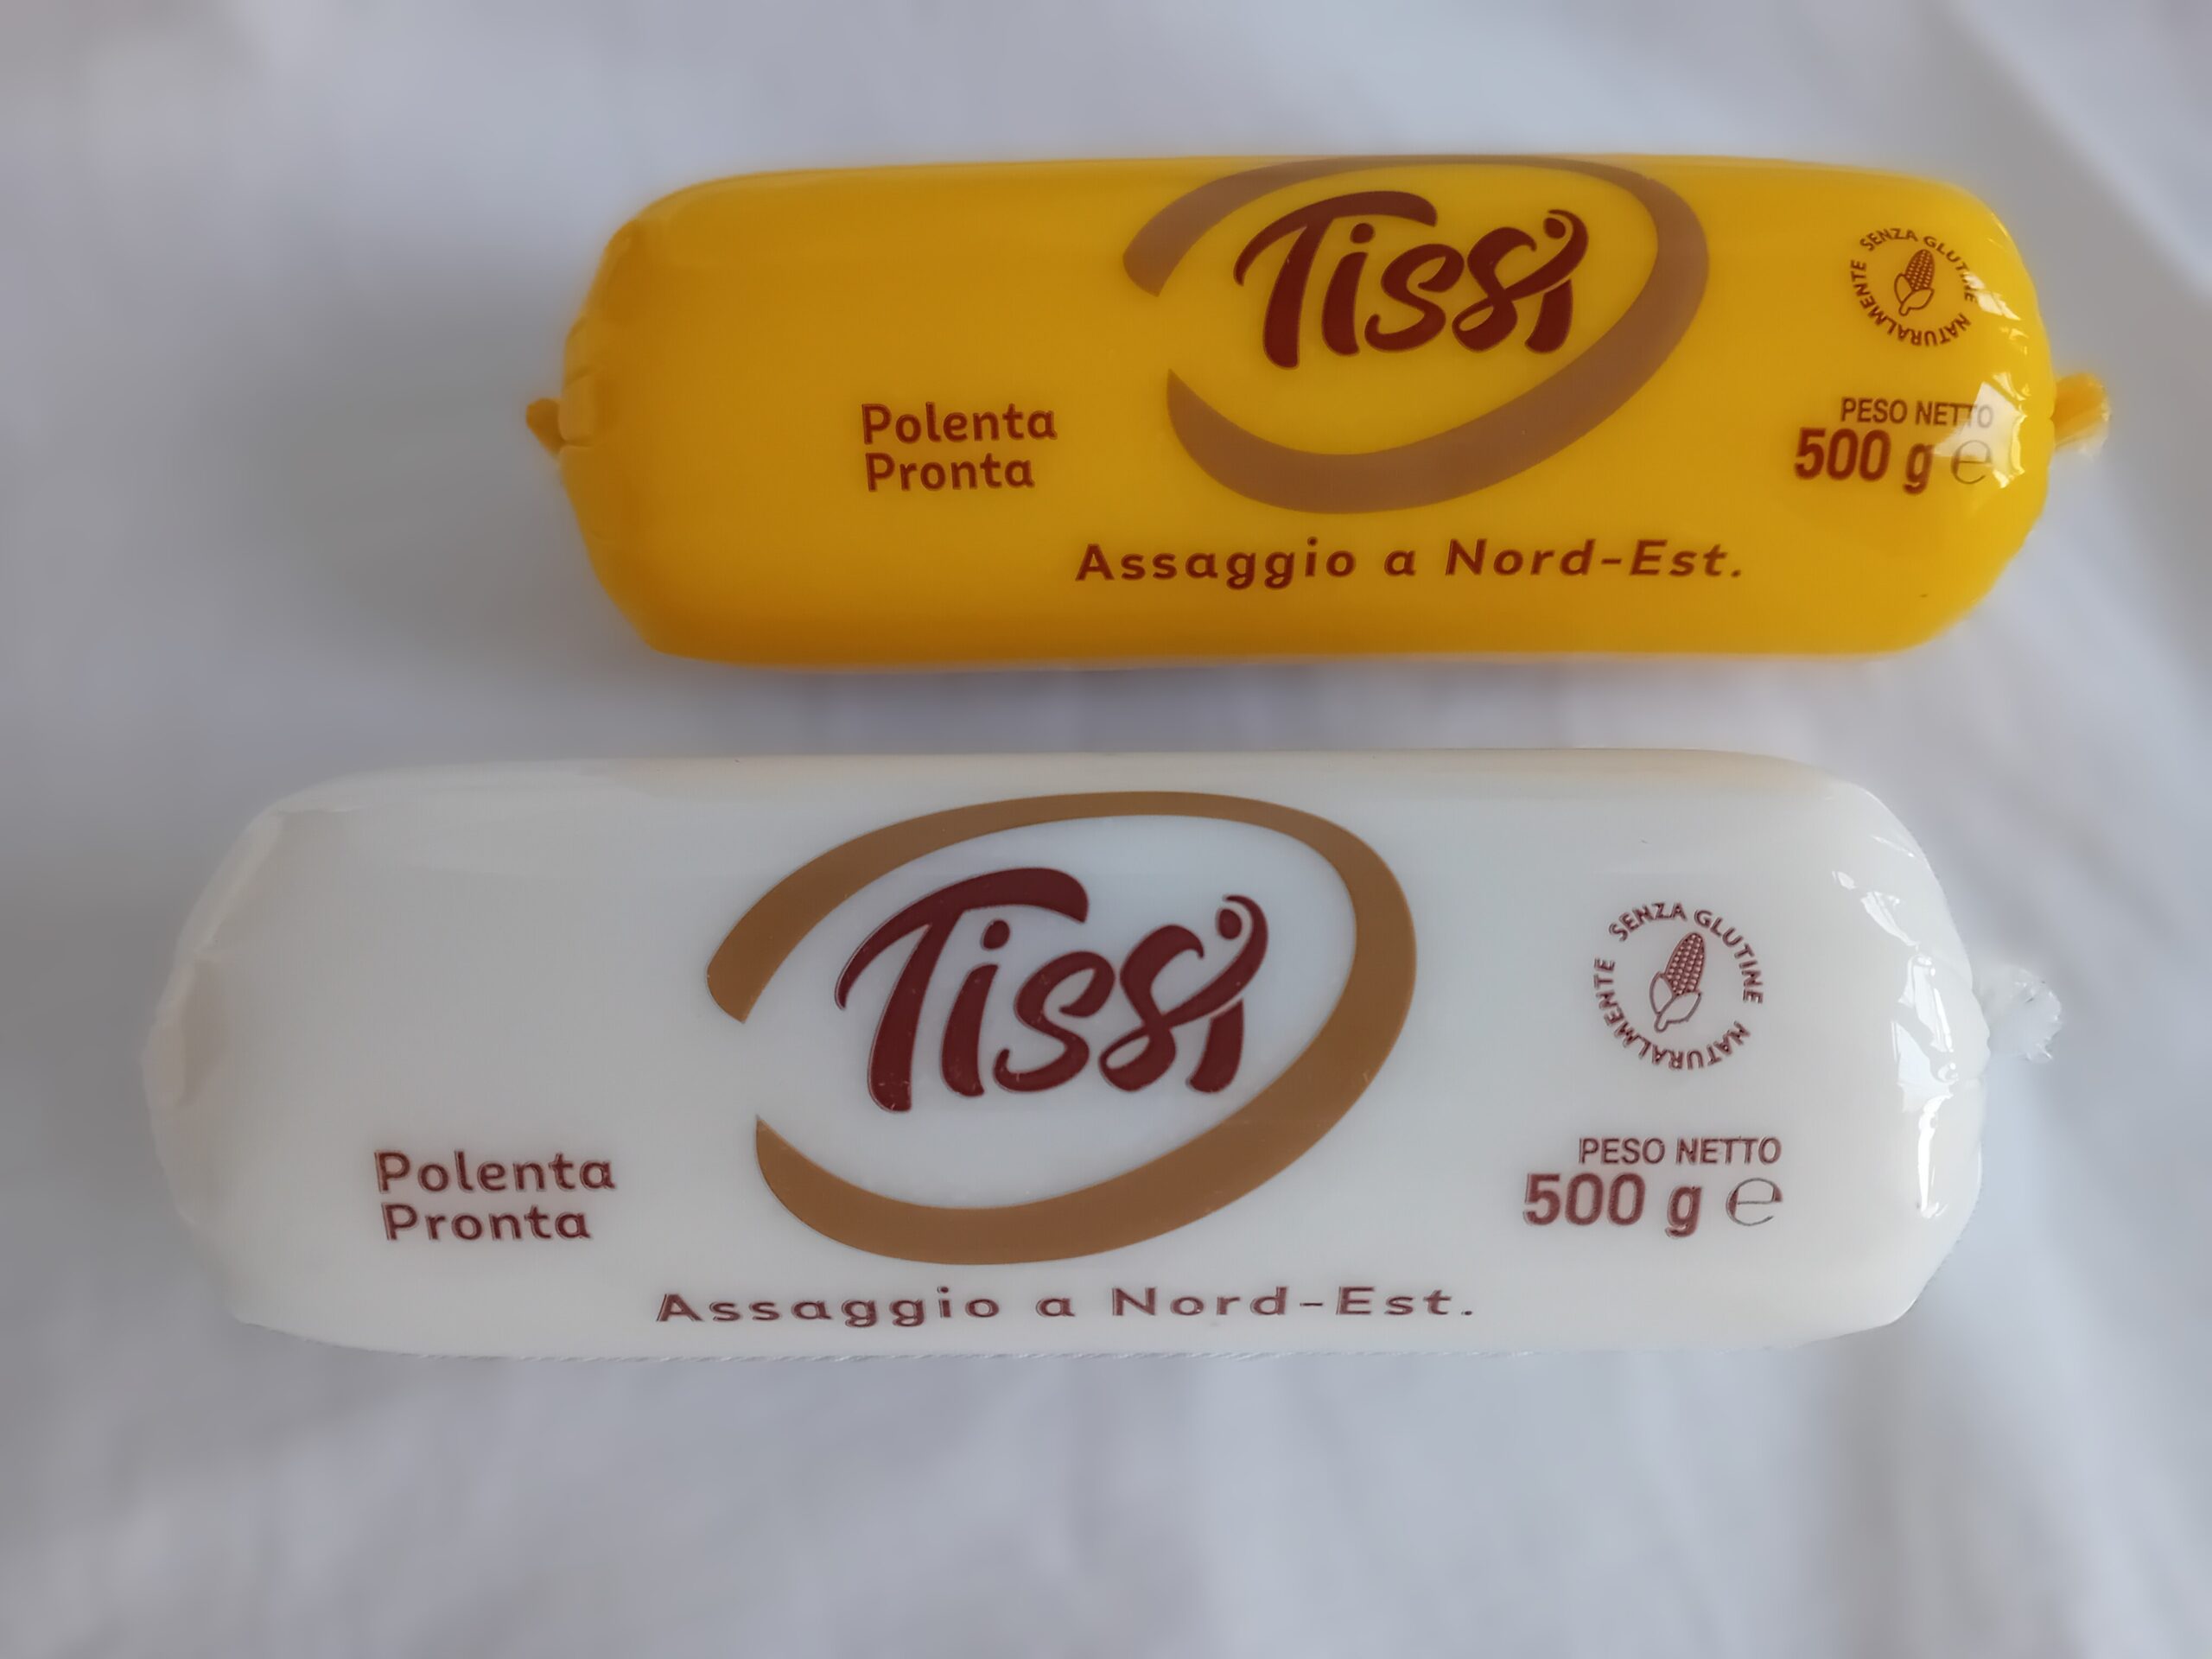 Tissi
SENZA GLUTINE NATURALMENTE
Polenta
Pronta
PESO NETTO
500 g ℮
Assaggio a Nord-Est.
Tissi
SENZA GLUTINE NATURALMENTE
Polenta
Pronta
PESO NETTO
500 g ℮
Assaggio a Nord-Est.